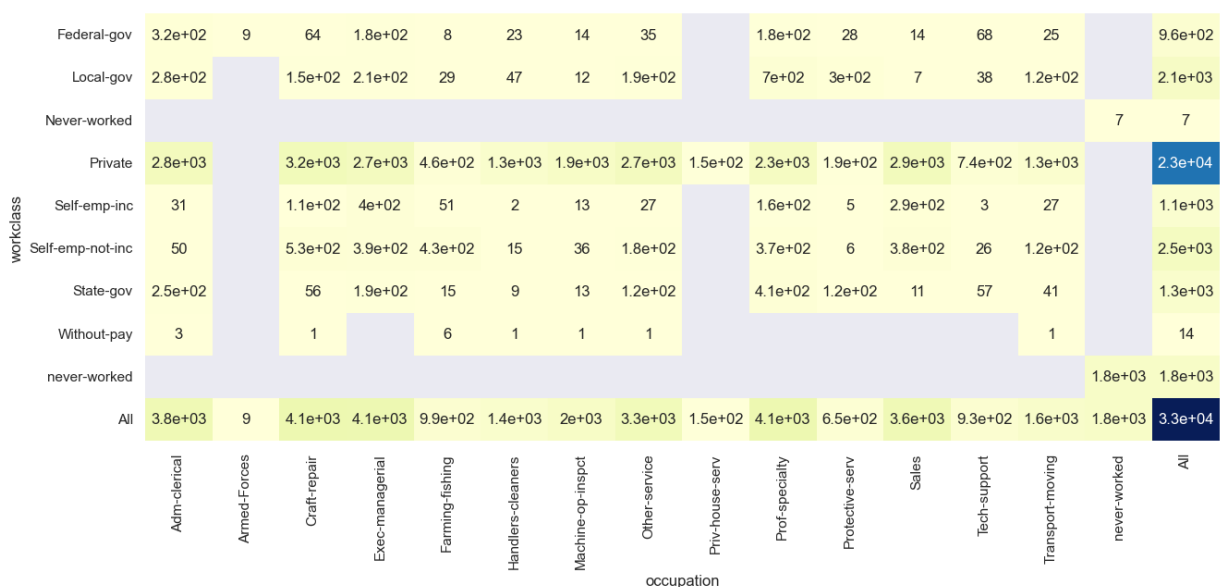 Federal-gov 3.2e+02 9 64 1.8e+02 8 23 14 35 1.8e+02 28 14 68 25 9.6e+02
Local-gov 2.8e+02 1.5e+02 2.1e+02 29 47 12 1.9e+02 7e+02 3e+02 7 38 1.2e+02 2.1e+03
Never-worked 7 7
Private 2.8e+03 3.2e+03 2.7e+03 4.6e+02 1.3e+03 1.9e+03 2.7e+03 1.5e+02 2.3e+03 1.9e+02 2.9e+03 7.4e+02 1.3e+03 2.3e+04
Self-emp-inc 31 1.1e+02 4e+02 51 2 13 27 1.6e+02 5 2.9e+02 3 27 1.1e+03
workclass
Self-emp-not-inc 50 5.3e+02 3.9e+02 4.3e+02 15 36 1.8e+02 3.7e+02 6 3.8e+02 26 1.2e+02 2.5e+03
State-gov 2.5e+02 56 1.9e+02 15 9 13 1.2e+02 4.1e+02 1.2e+02 11 57 41 1.3e+03
Without-pay 3 1 6 1 1 1 1 14
never-worked 1.8e+03 1.8e+03
All 3.8e+03 9 4.1e+03 4.1e+03 9.9e+02 1.4e+03 2e+03 3.3e+03 1.5e+02 4.1e+03 6.5e+02 3.6e+03 9.3e+02 1.6e+03 1.8e+03 3.3e+04
Adm-clerical
Armed-Forces
Craft-repair
Exec-managerial
Farming-fishing
Handlers-cleaners
Machine-op-inspct
Other-service
Priv-house-serv
Prof-specialty
Protective-serv
Sales
Tech-support
Transport-moving
never-worked
All
occupation